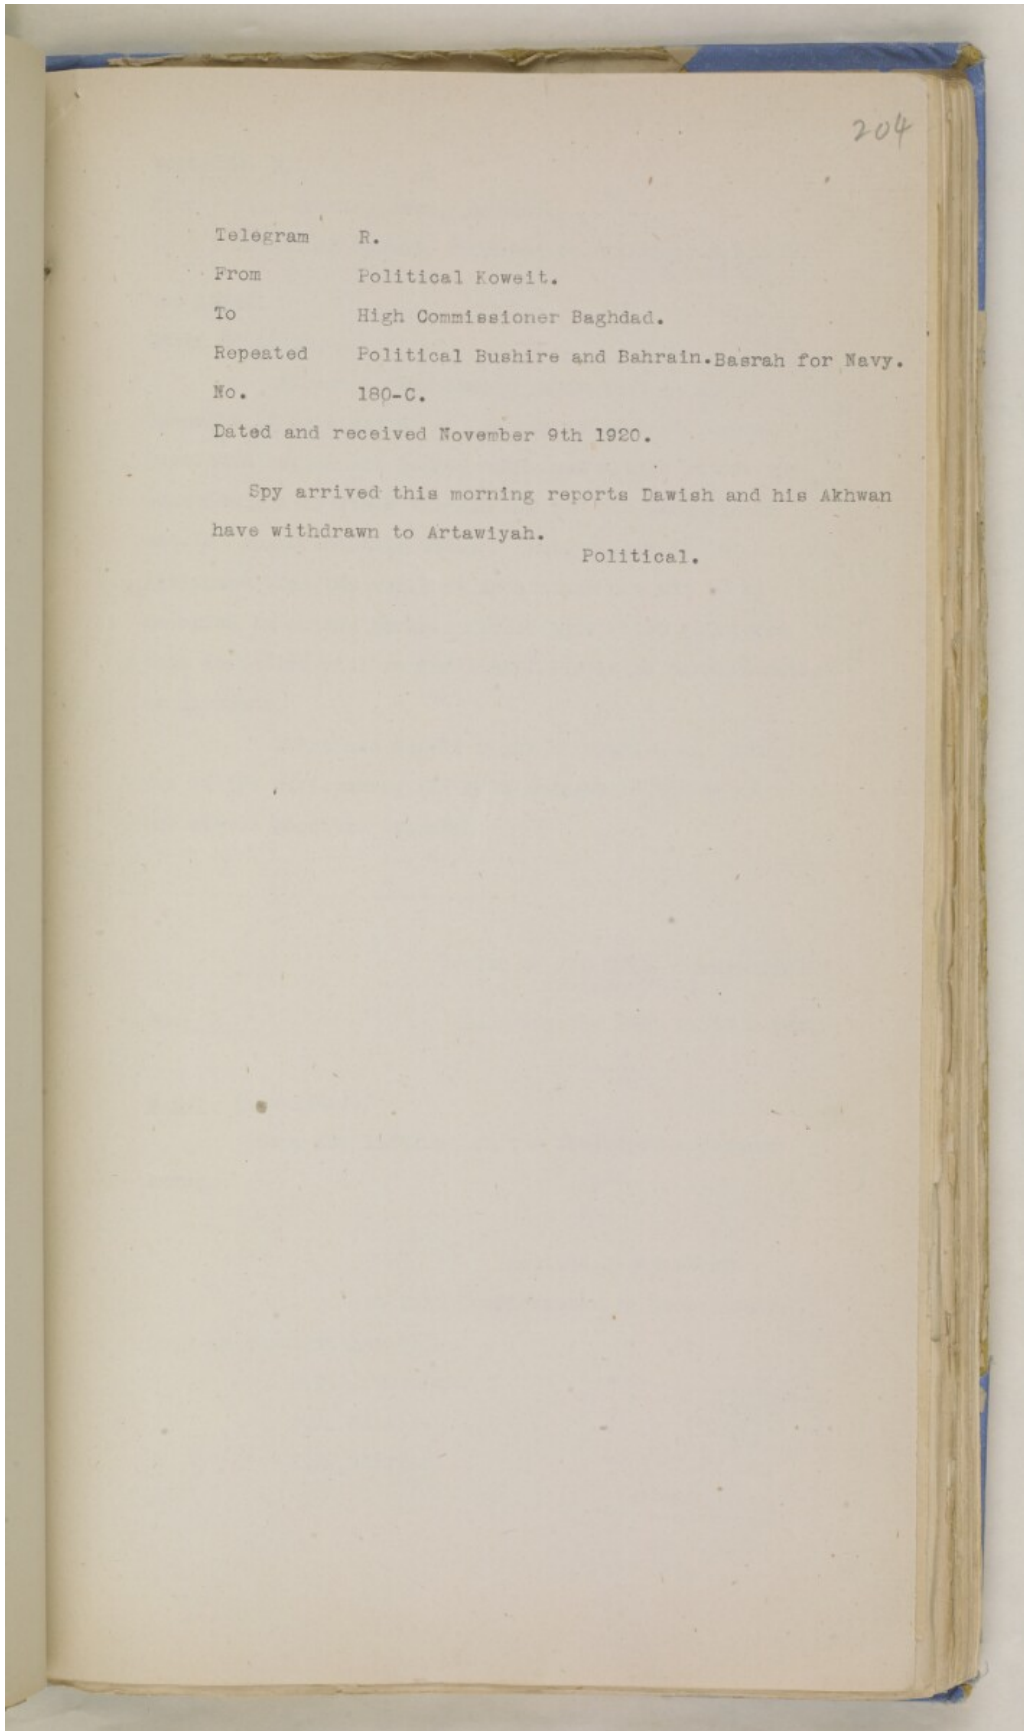 204
Telegram R.
From Political Koweit.
To High Commissioner Baghdad.
Repeated Political Bushire and Bahrain.Basrah for Navy.
No. 180-C.
Dated and received November 9th 1920.
Spy arrived this morning reports Dawish and his Akhwan
have withdrawn to Artawiyah.
Political.